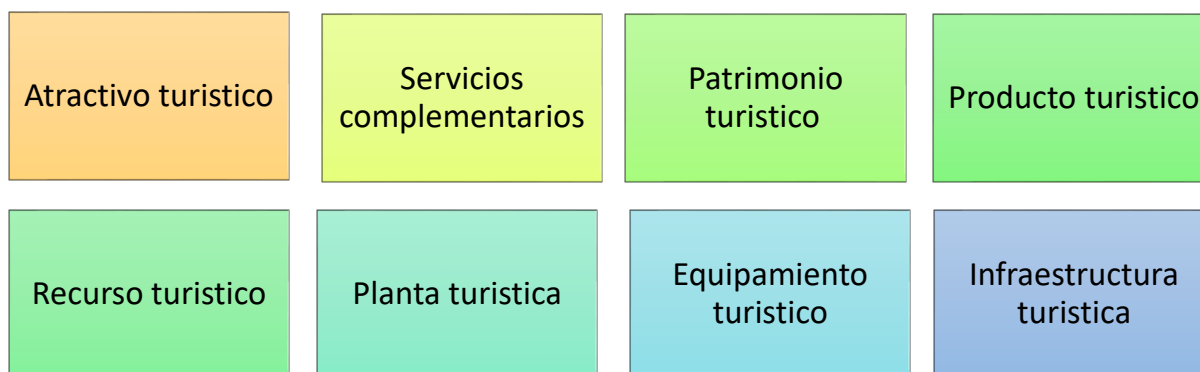 Atractivo turistico
Servicios
complementarios
Patrimonio
turistico
Producto turistico
Recurso turistico
Planta turistica
Equipamiento
turistico
Infraestructura
turistica